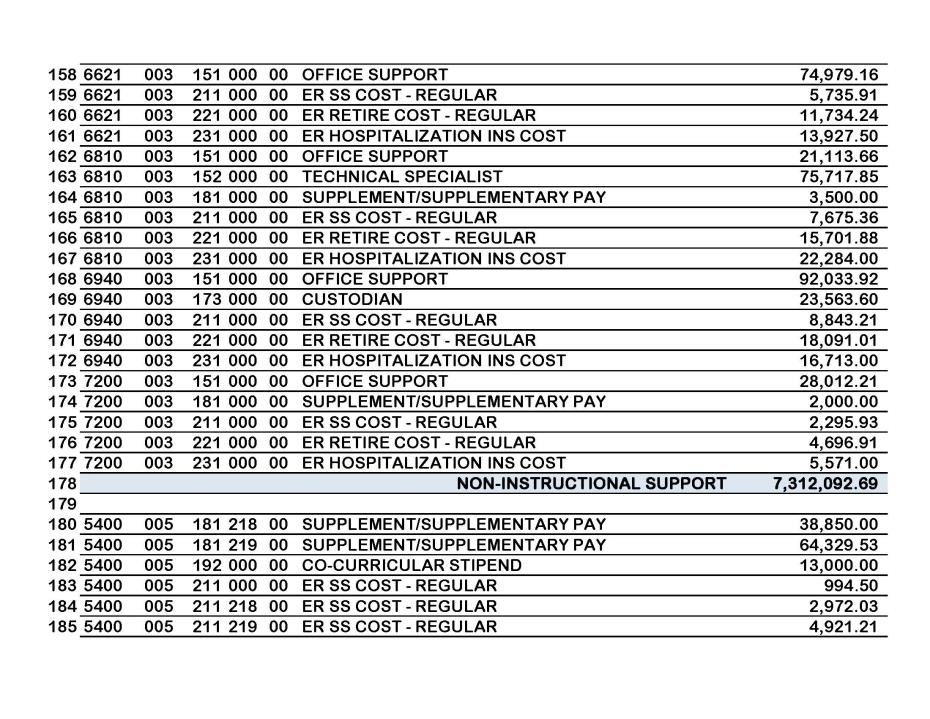 158 6621 003 151 000 00 OFFICE SUPPORT 74,979.16
159 6621 003 211 000 00 ER SS COST - REGULAR 5,735.91
160 6621 003 221 000 00 ER RETIRE COST - REGULAR 11,734.24
161 6621 003 231 000 00 ER HOSPITALIZATION INS COST 13,927.50
162 6810 003 151 000 00 OFFICE SUPPORT 21,113.66
163 6810 003 152 000 00 TECHNICAL SPECIALIST 75,717.85
164 6810 003 181 000 00 SUPPLEMENT/SUPPLEMENTARY PAY 3,500.00
165 6810 003 211 000 00 ER SS COST - REGULAR 7,675.36
166 6810 003 221 000 00 ER RETIRE COST - REGULAR 15,701.88
167 6810 003 231 000 00 ER HOSPITALIZATION INS COST 22,284.00
168 6940 003 151 000 00 OFFICE SUPPORT 92,033.92
169 6940 003 173 000 00 CUSTODIAN 23,563.60
170 6940 003 211 000 00 ER SS COST - REGULAR 8,843.21
171 6940 003 221 000 00 ER RETIRE COST - REGULAR 18,091.01
172 6940 003 231 000 00 ER HOSPITALIZATION INS COST 16,713.00
173 7200 003 151 000 00 OFFICE SUPPORT 28,012.21
174 7200 003 181 000 00 SUPPLEMENT/SUPPLEMENTARY PAY 2,000.00
175 7200 003 211 000 00 ER SS COST - REGULAR 2,295.93
176 7200 003 221 000 00 ER RETIRE COST - REGULAR 4,696.91
177 7200 003 231 000 00 ER HOSPITALIZATION INS COST 5,571.00
178 NON-INSTRUCTIONAL SUPPORT 7,312,092.69
179
180 5400 005 181 218 00 SUPPLEMENT/SUPPLEMENTARY PAY 38,850.00
181 5400 005 181 219 00 SUPPLEMENT/SUPPLEMENTARY PAY 64,329.53
182 5400 005 192 000 00 CO-CURRICULAR STIPEND 13,000.00
183 5400 005 211 000 00 ER SS COST - REGULAR 994.50
184 5400 005 211 218 00 ER SS COST - REGULAR 2,972.03
185 5400 005 211 219 00 ER SS COST - REGULAR 4,921.21